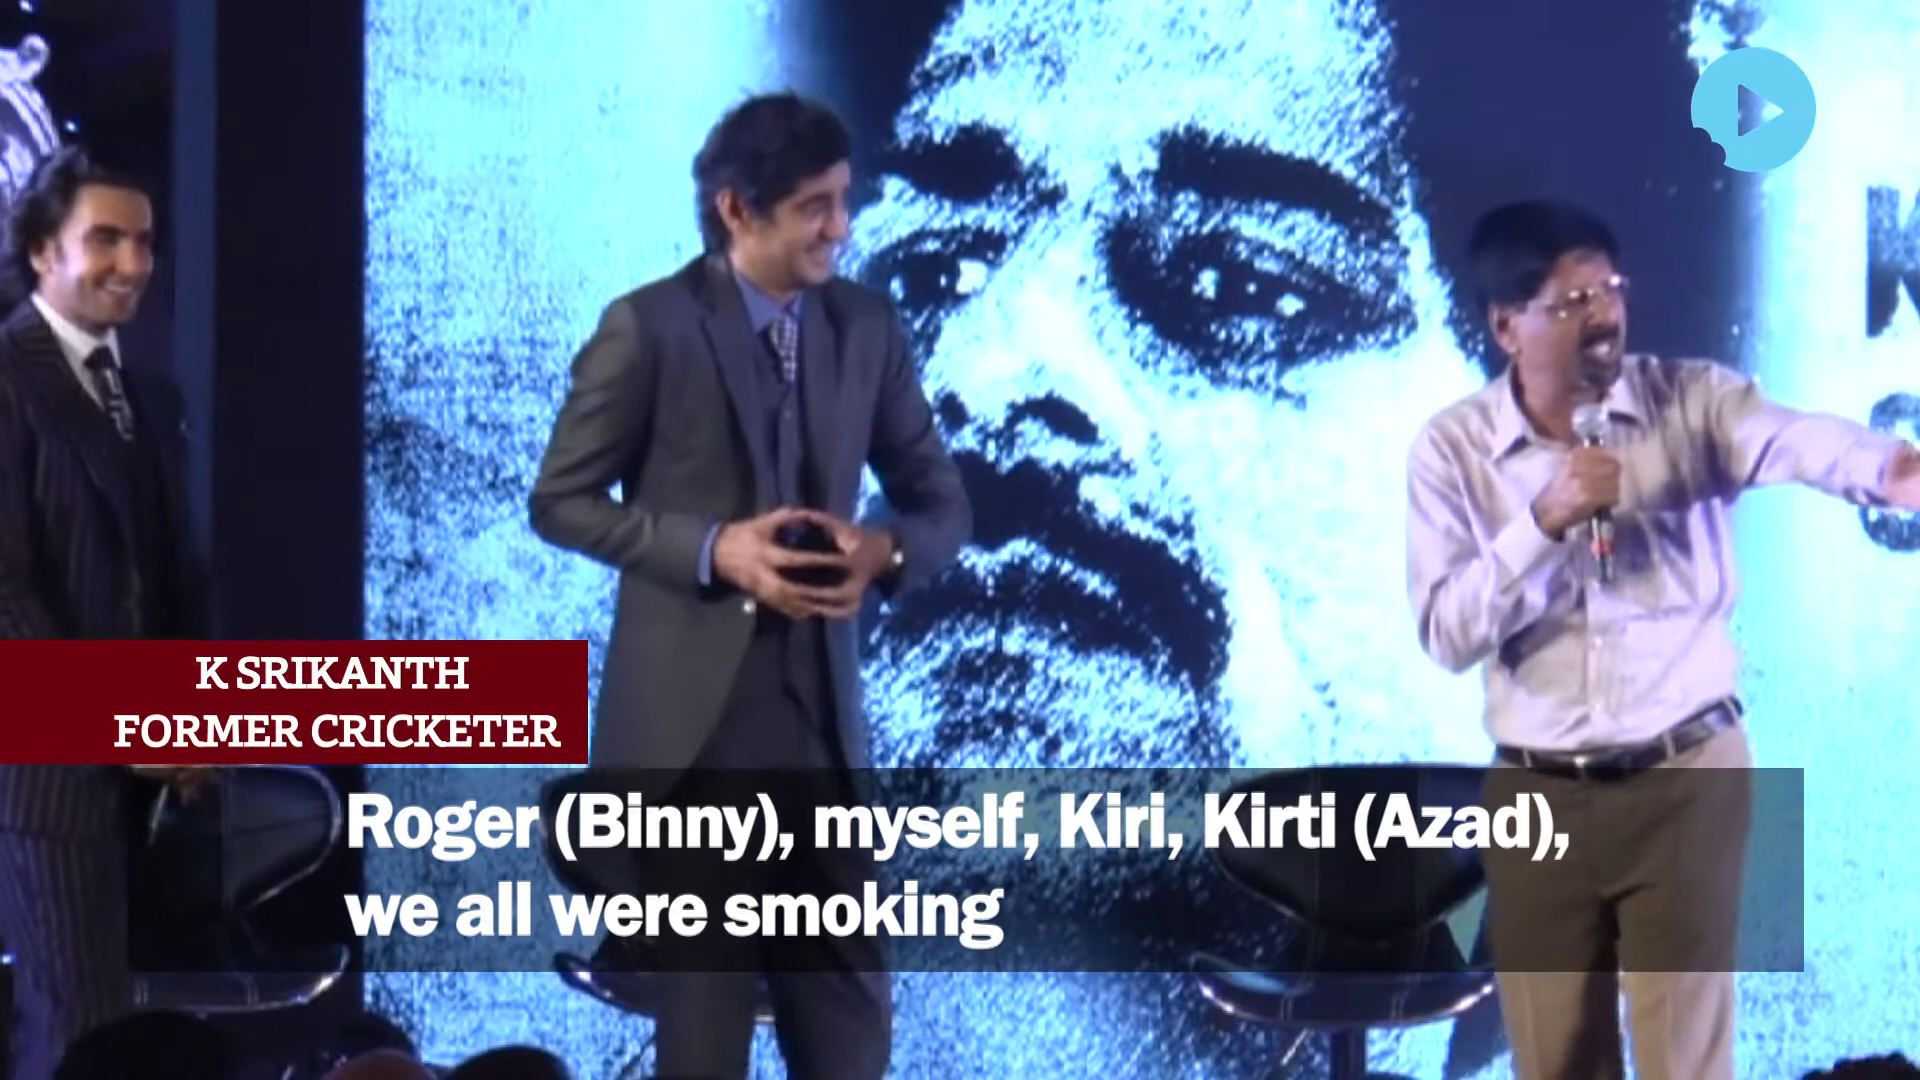 K SRIKANTH
FORMER CRICKETER
Roger (Binny), myself, Kiri, Kirti (Azad),
we all were smoking